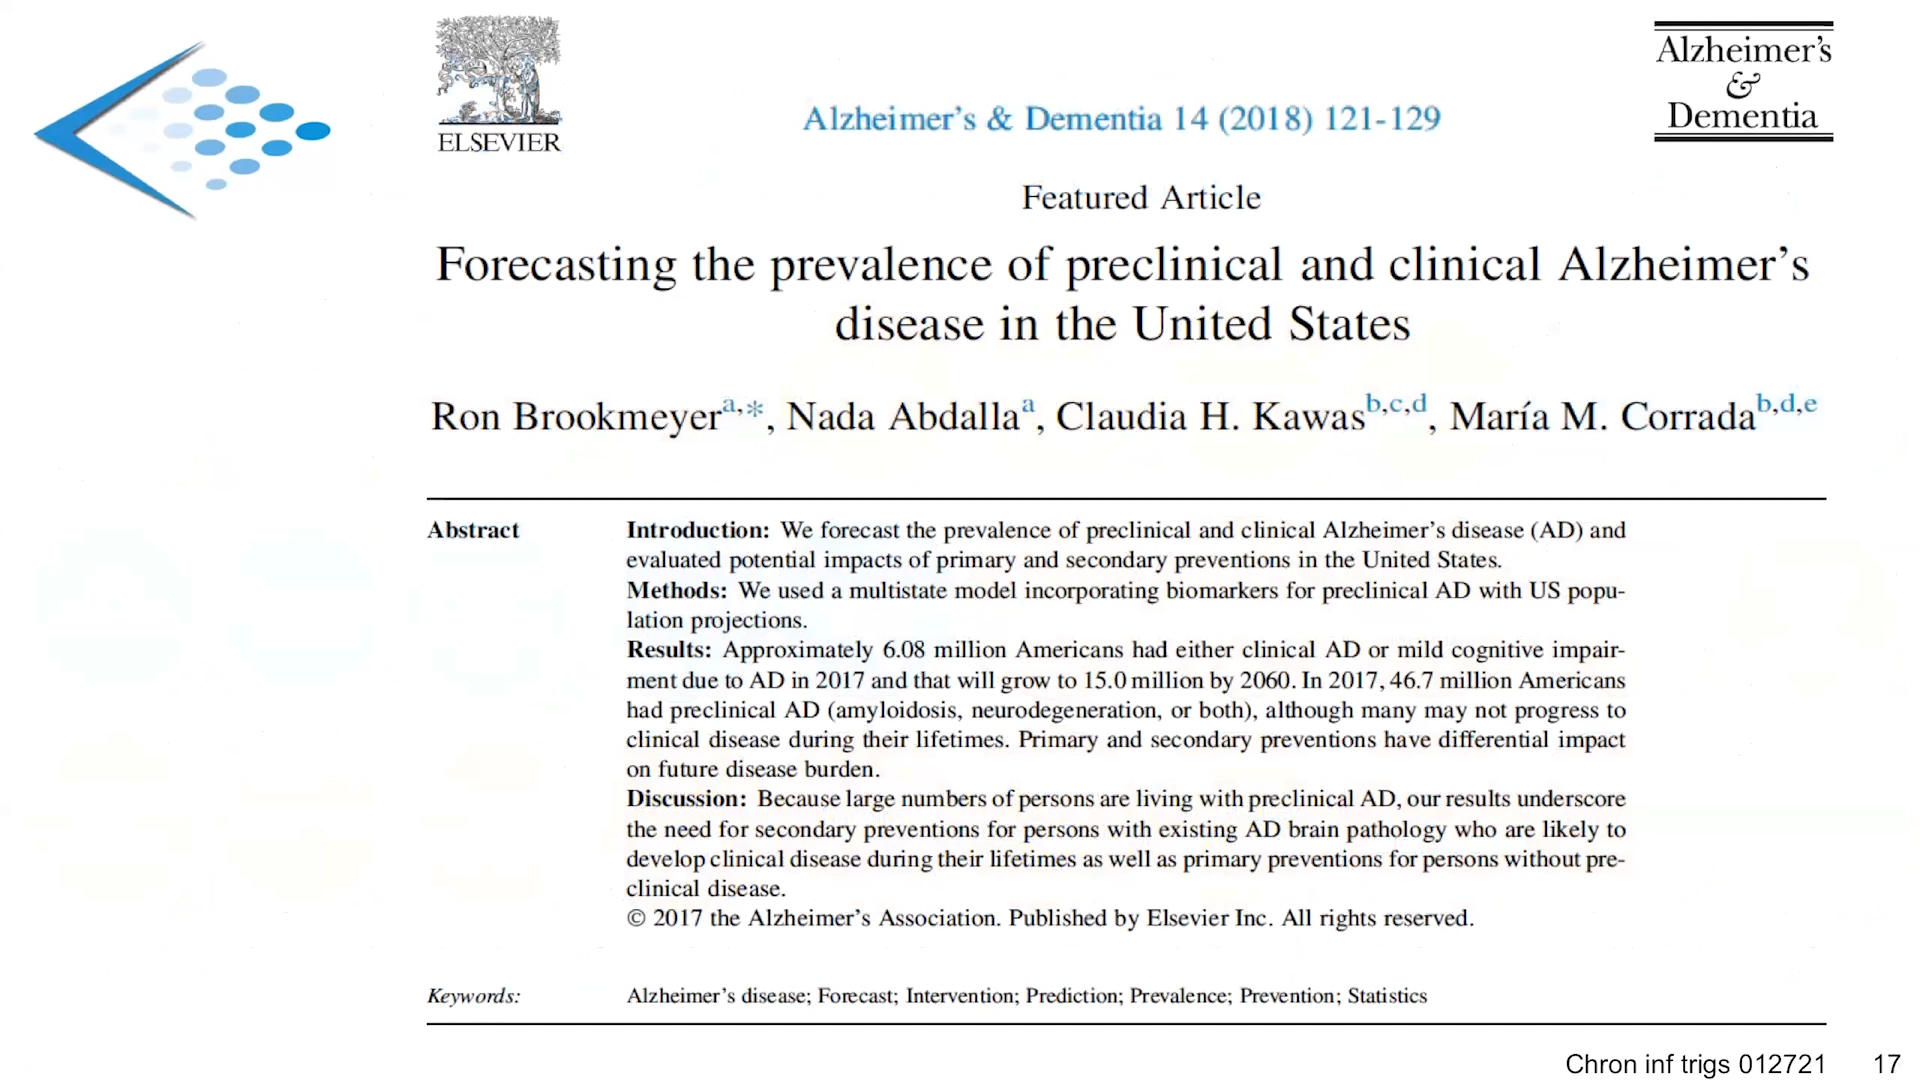 ELSEVIER
Alzheimer's & Dementia 14 (2018) 121-129
Alzheimer's
&
Dementia
Featured Article
Forecasting the prevalence of preclinical and clinical Alzheimer's
disease in the United States
Ron Brookmeyera,*, Nada Abdallaa, Claudia H. Kawasb,c,d, María M. Corradab,d,e
Abstract
Introduction: We forecast the prevalence of preclinical and clinical Alzheimer's disease (AD) and
evaluated potential impacts of primary and secondary preventions in the United States.
Methods: We used a multistate model incorporating biomarkers for preclinical AD with US popu-
lation projections.
Results: Approximately 6.08 million Americans had either clinical AD or mild cognitive impair-
ment due to AD in 2017 and that will grow to 15.0 million by 2060. In 2017, 46.7 million Americans
had preclinical AD (amyloidosis, neurodegeneration, or both), although many may not progress to
clinical disease during their lifetimes. Primary and secondary preventions have differential impact
on future disease burden.
Discussion: Because large numbers of persons are living with preclinical AD, our results underscore
the need for secondary preventions for persons with existing AD brain pathology who are likely to
develop clinical disease during their lifetimes as well as primary preventions for persons without pre-
clinical disease.
© 2017 the Alzheimer's Association. Published by Elsevier Inc. All rights reserved.
Keywords: Alzheimer's disease; Forecast; Intervention; Prediction; Prevalence; Prevention; Statistics
Chron inf trigs 012721 17